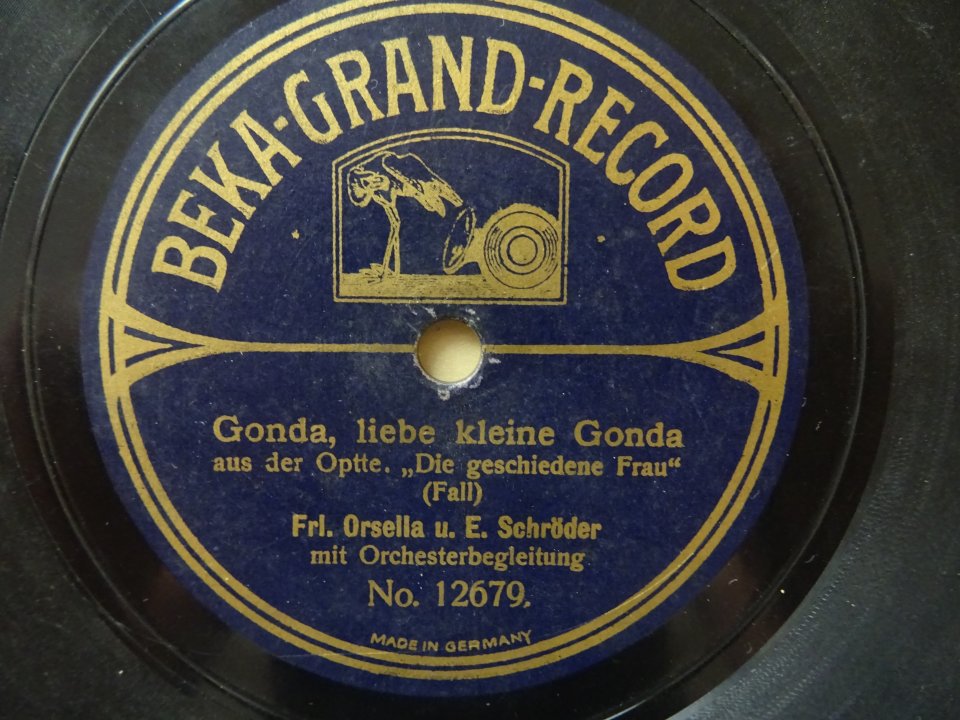 BEKA-GRAND-RECORD
Gonda, liebe kleine Gonda
aus der Optte. „Die geschiedene Frau“
(Fall)
Frl. Orsella u. E. Schröder
mit Orchesterbegleitung
No. 12679.
MADE IN GERMANY